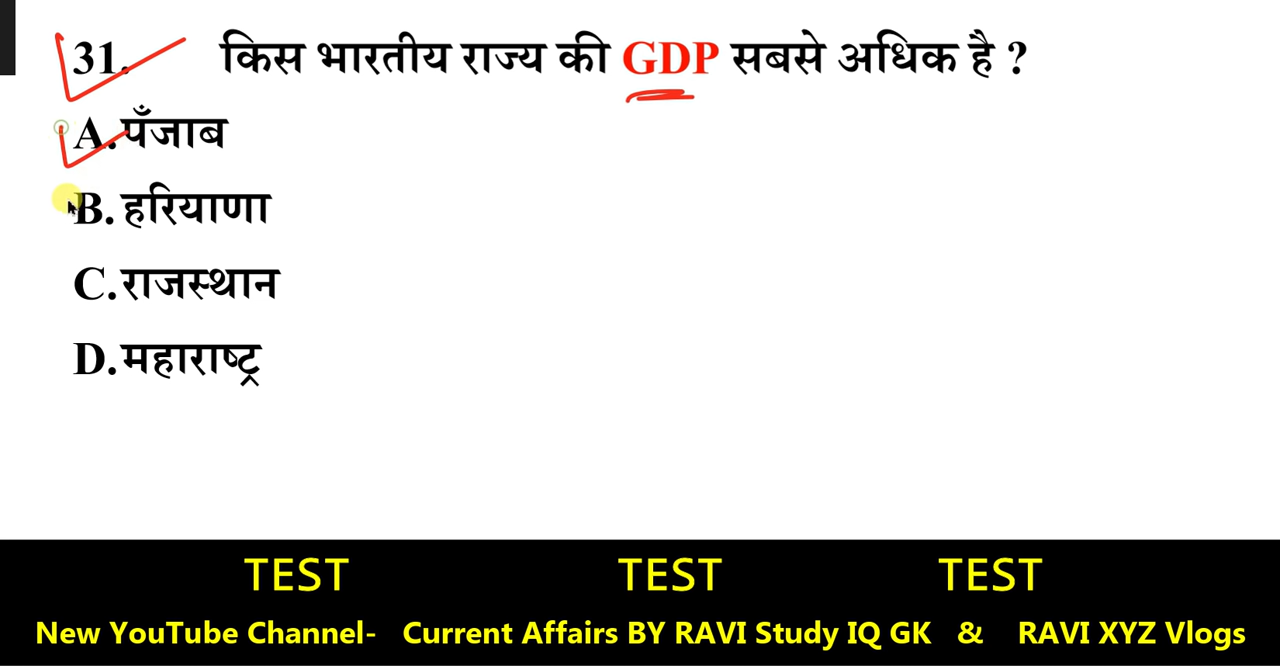 31. किस भारतीय राज्य की GDP सबसे अधिक है ?
A. पँजाब
B. हरियाणा
C. राजस्थान
D. महाराष्ट्र
TEST TEST TEST
New YouTube Channel- Current Affairs BY RAVI Study IQ GK & RAVI XYZ Vlogs